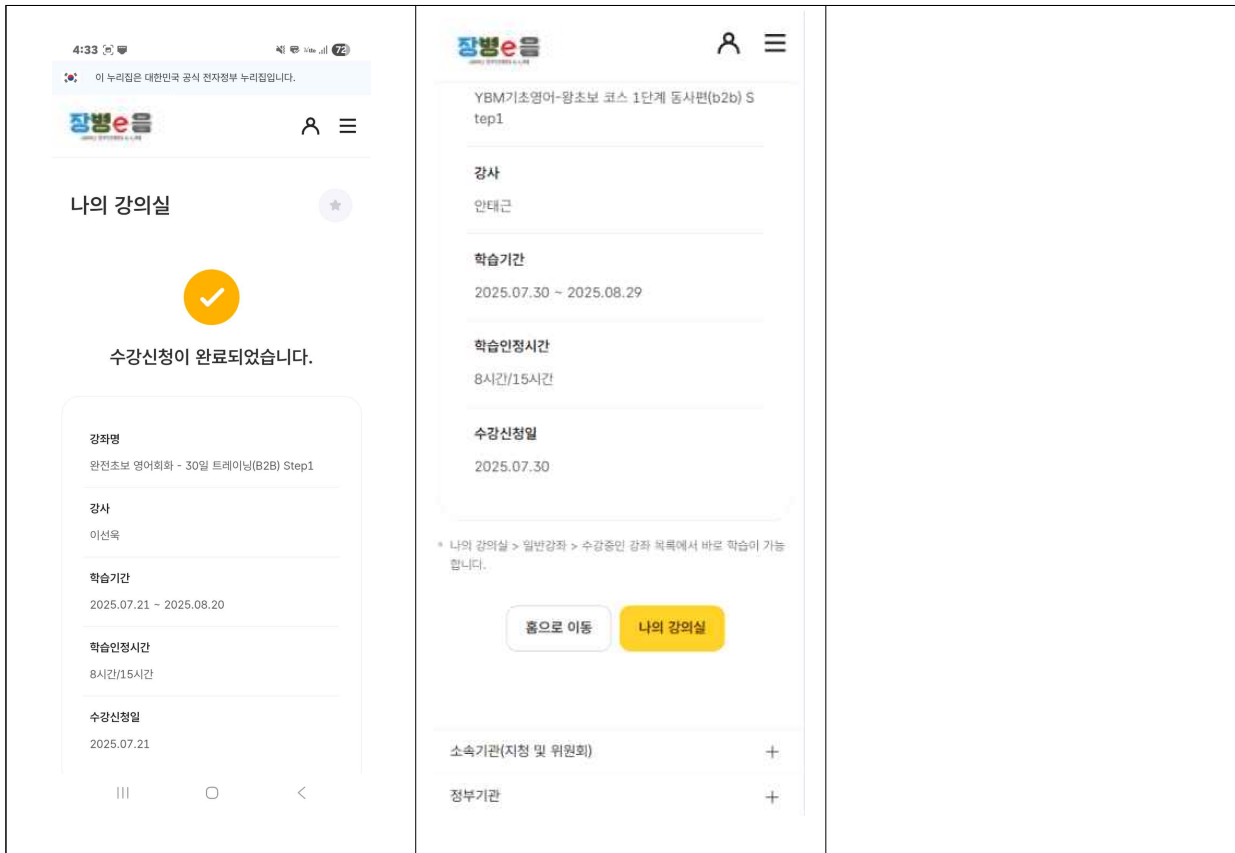 4:33
72
이 누리집은 대한민국 공식 전자정부 누리집입니다.
장병e음
나의 강의실
수강신청이 완료되었습니다.
강좌명
완전초보 영어회화 - 30일 트레이닝(B2B) Step1
강사
이선욱
학습기간
2025.07.21 ~ 2025.08.20
학습인정시간
8시간/15시간
수강신청일
2025.07.21
장병e음
YBM기초영어-왕초보 코스 1단계 동사편(b2b) S
tep1
강사
안태근
학습기간
2025.07.30 ~ 2025.08.29
학습인정시간
8시간/15시간
수강신청일
2025.07.30
* 나의 강의실 > 일반강좌 > 수강중인 강좌 목록에서 바로 학습이 가능
합니다.
홈으로 이동
나의 강의실
소속기관(지청 및 위원회)
정부기관